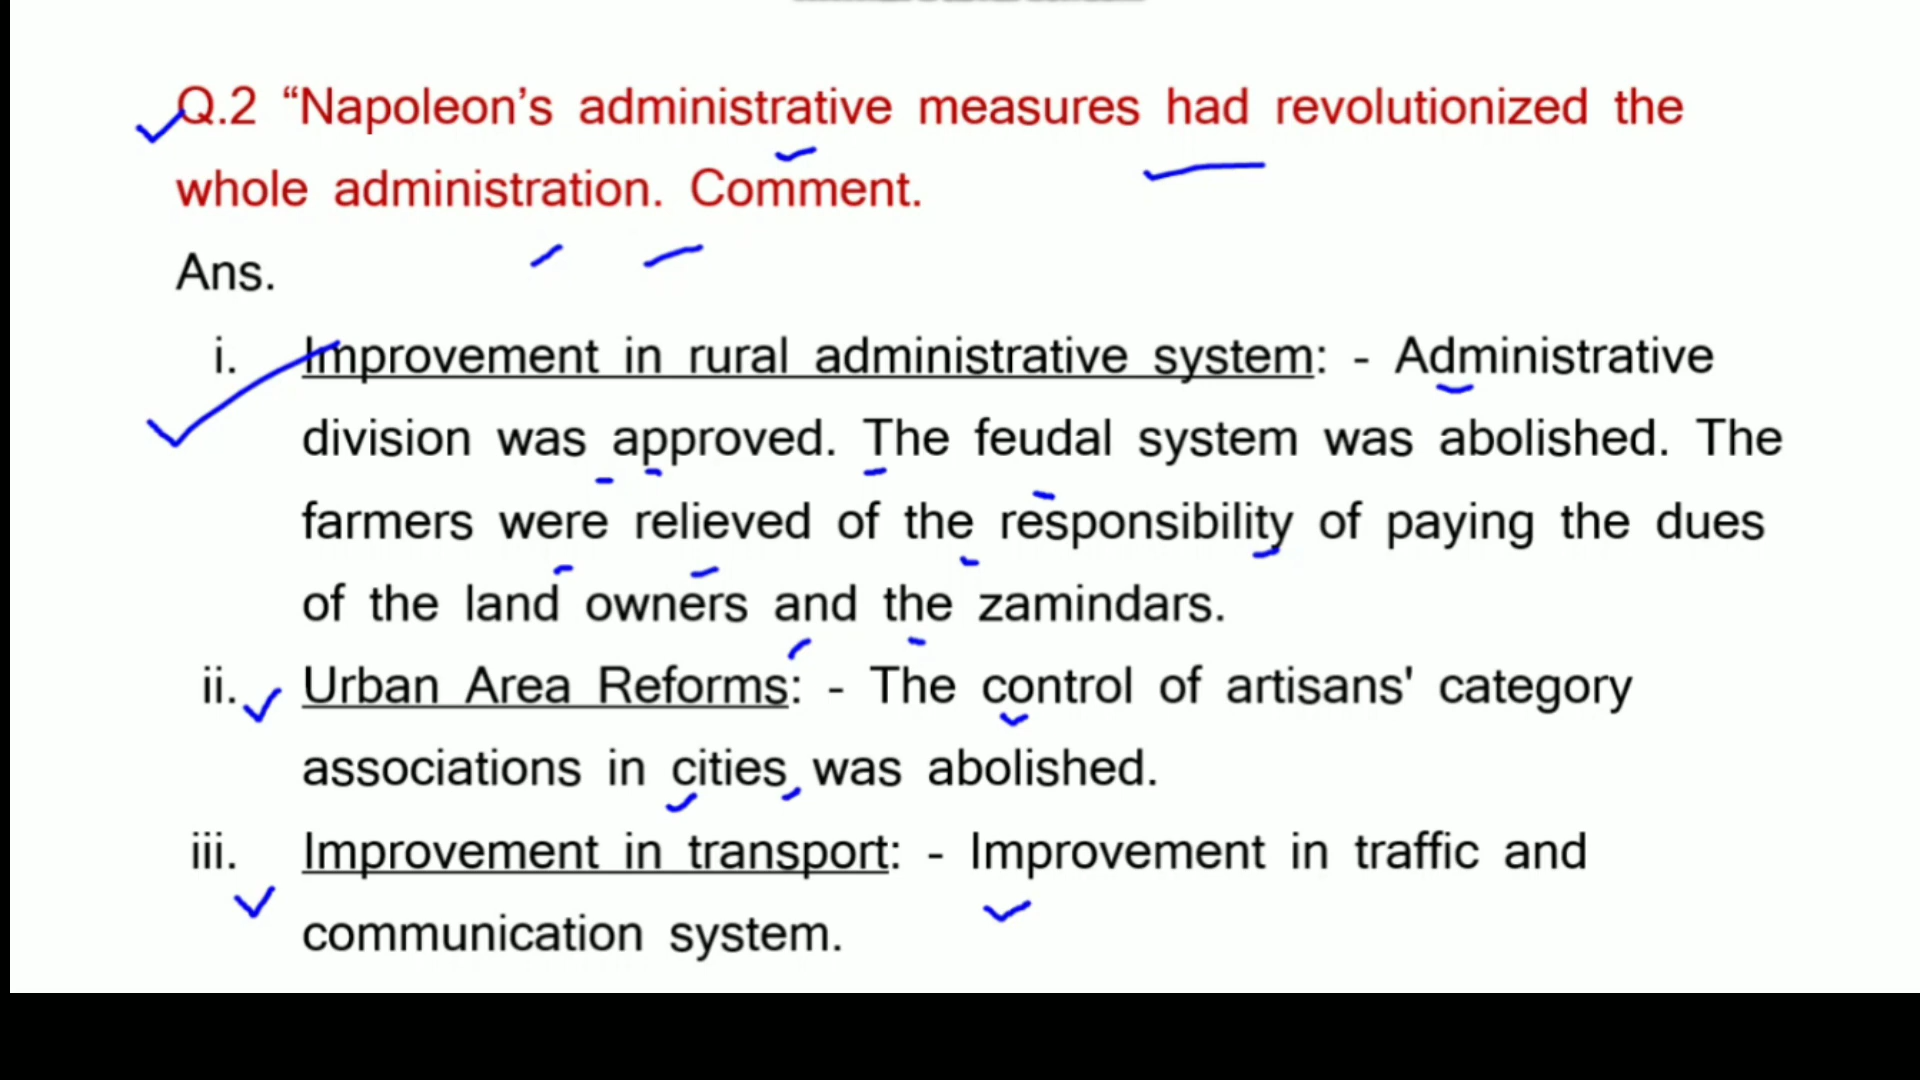 Q.2 “Napoleon’s administrative measures had revolutionized the
whole administration. Comment.
Ans.
i. Improvement in rural administrative system: - Administrative
division was approved. The feudal system was abolished. The
farmers were relieved of the responsibility of paying the dues
of the land owners and the zamindars.
ii. Urban Area Reforms: - The control of artisans' category
associations in cities was abolished.
iii. Improvement in transport: - Improvement in traffic and
communication system.